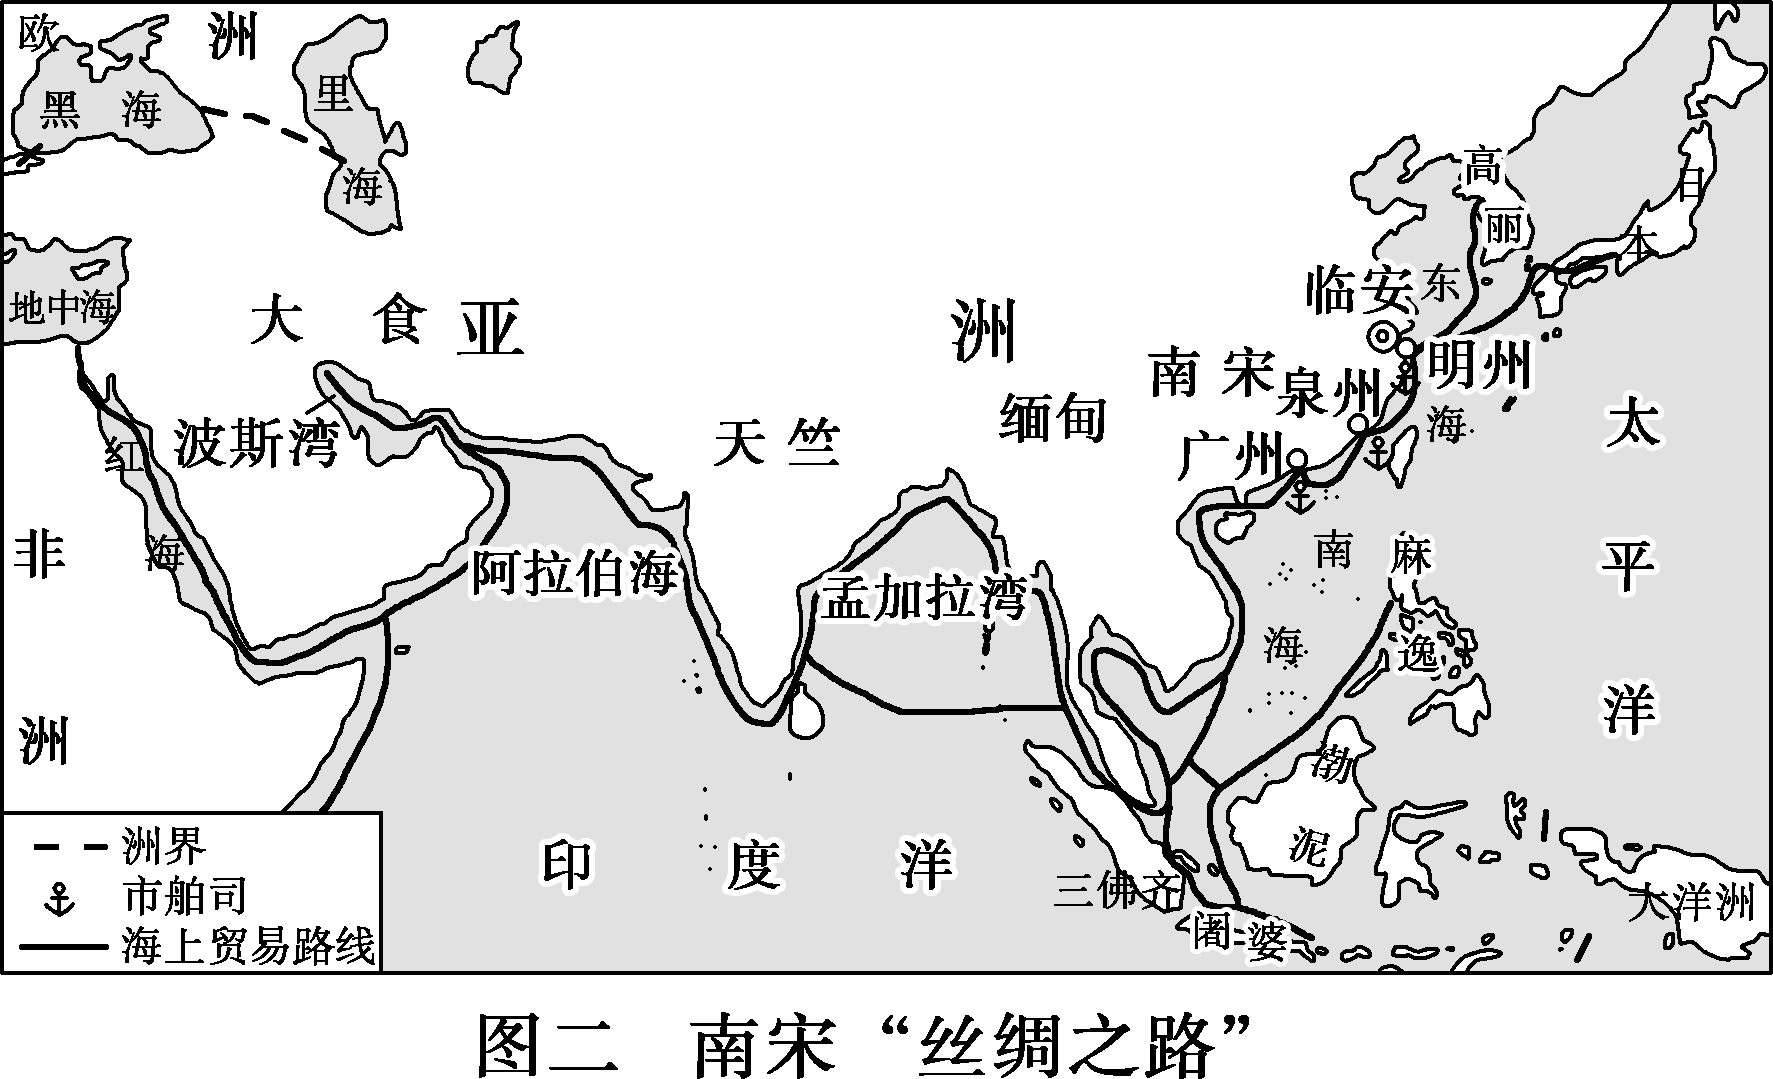 欧 洲
黑 海
里 海
地中海
大 食
亚 洲
波斯湾
红 海
非 洲
天 竺
缅甸
南 宋
临安
明州
泉州
广州
高丽
日本
东 海
南 海
太 平 洋
麻逸
渤泥
三佛齐
阇婆
大洋洲
阿拉伯海
孟加拉湾
印 度 洋
洲界
市舶司
海上贸易路线
图二 南宋“丝绸之路”